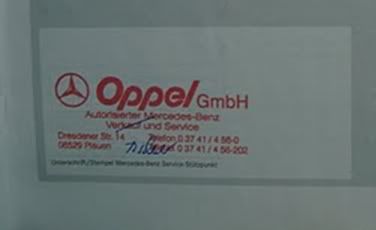 Oppel GmbH
Autorisierter Mercedes-Benz
Verkauf und Service
Dresdener Str. 14 Telefon 0 37 41 / 4 56-0
08529 Plauen 0 37 41 / 4 56-202
Unterschrift/Stempel Mercedes-Benz Service-Stützpunkt